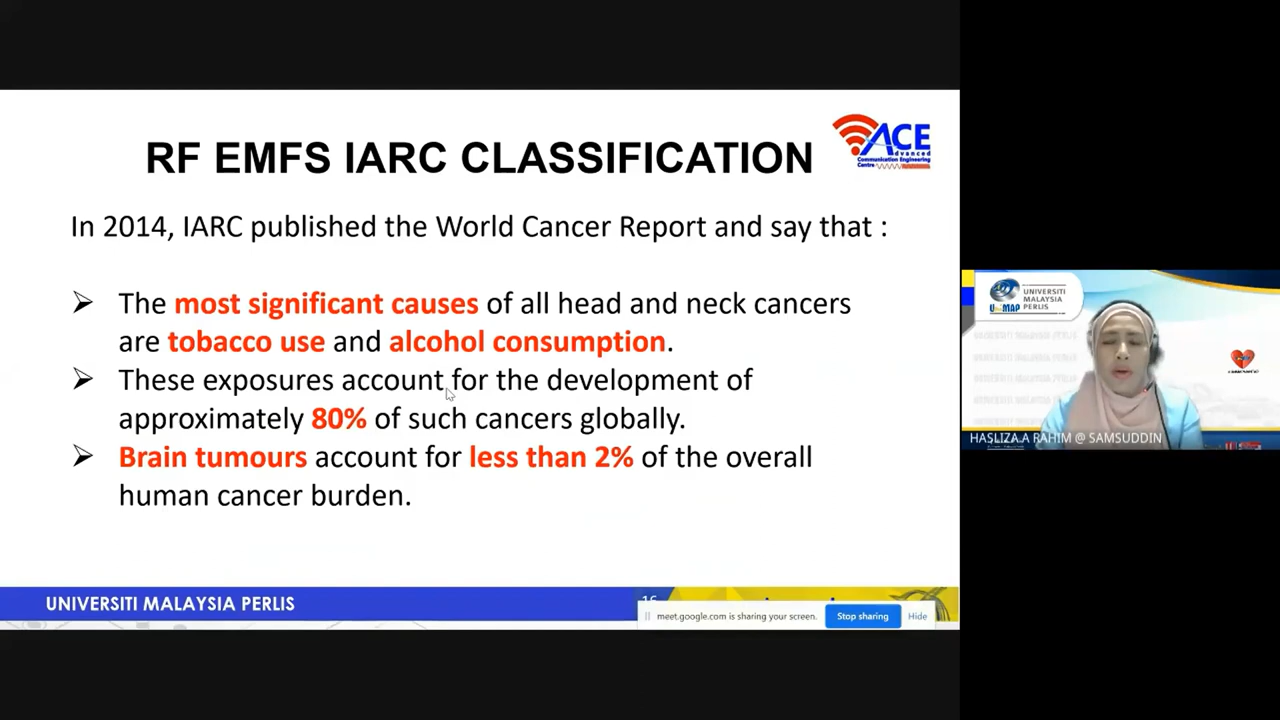 RF EMFS IARC CLASSIFICATION
ACE
Advanced
Communication Engineering
Centre
In 2014, IARC published the World Cancer Report and say that :
➢ The most significant causes of all head and neck cancers
are tobacco use and alcohol consumption.
➢ These exposures account for the development of
approximately 80% of such cancers globally.
➢ Brain tumours account for less than 2% of the overall
human cancer burden.
UNIVERSITI MALAYSIA PERLIS
16
meet.google.com is sharing your screen.
Stop sharing
Hide
UniMAP
UNIVERSITI
MALAYSIA
PERLIS
HASLIZA A RAHIM @ SAMSUDDIN